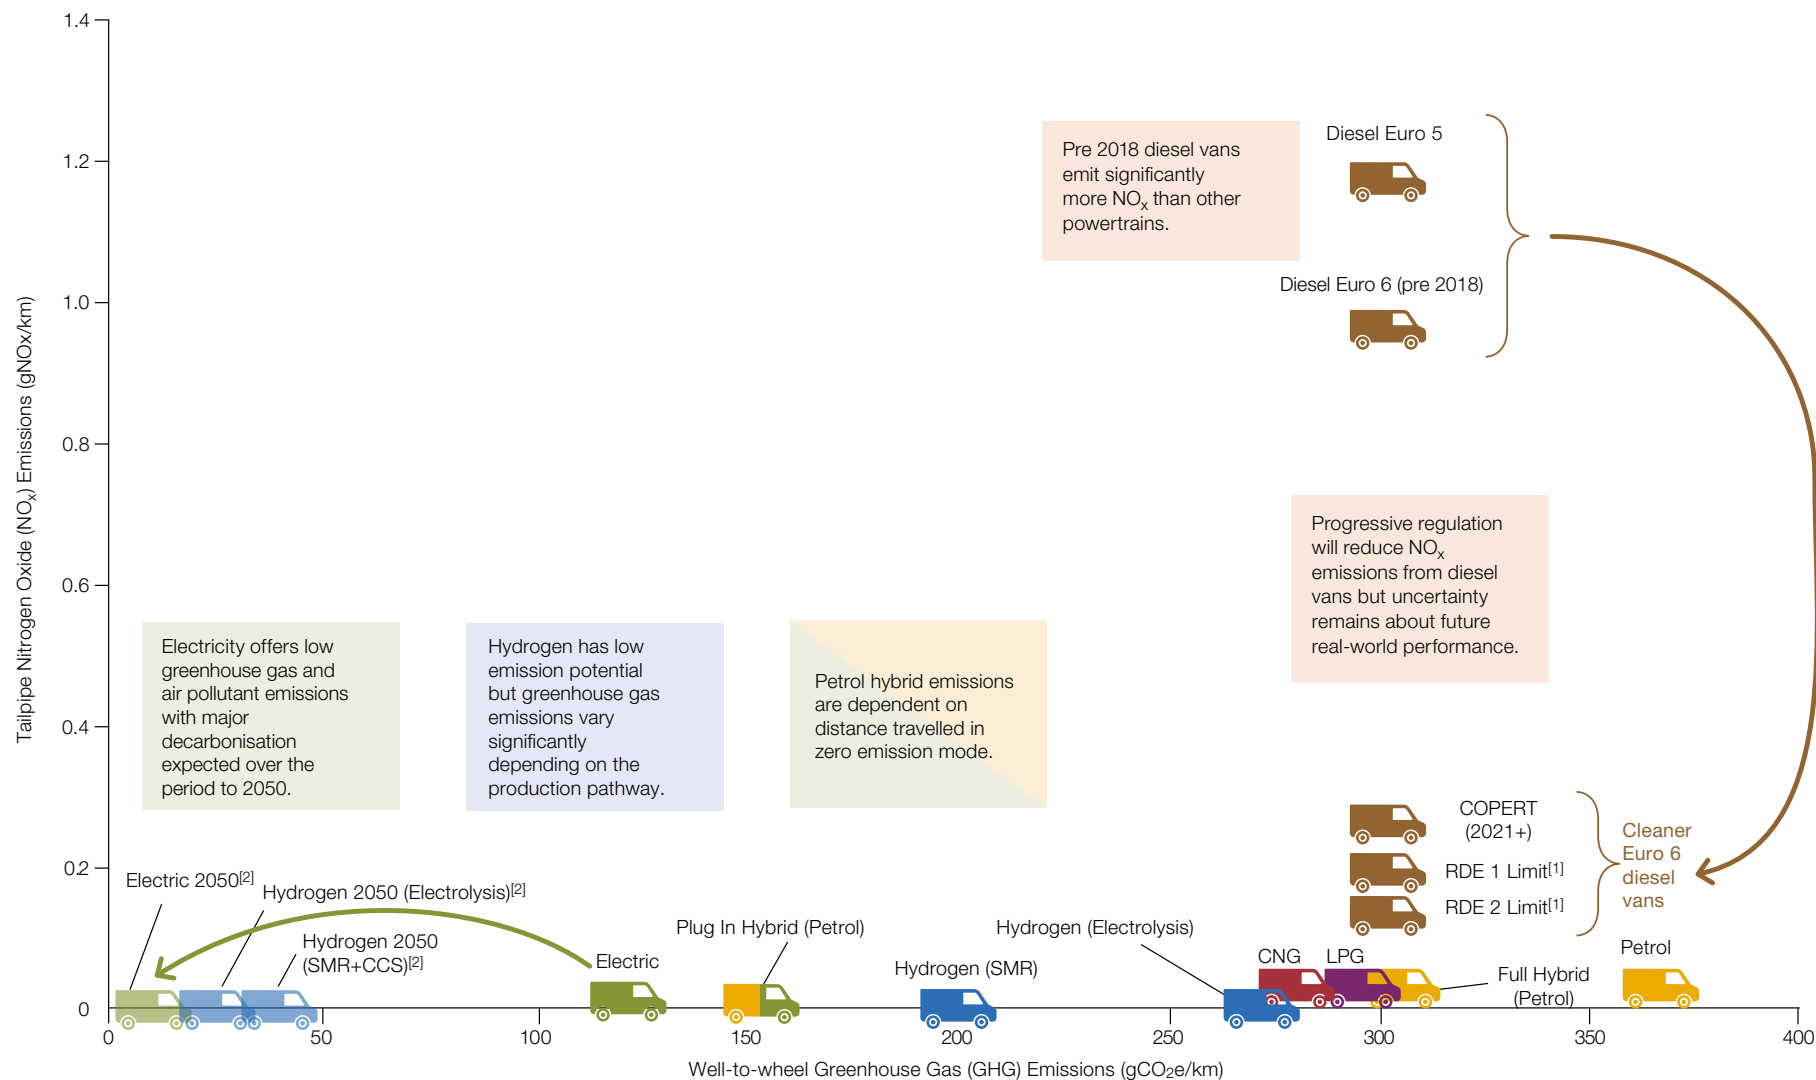 1.4
1.2
1.0
0.8
0.6
0.4
0.2
0
Tailpipe Nitrogen Oxide (NOx) Emissions (gNOx/km)
Diesel Euro 5
Pre 2018 diesel vans
emit significantly
more NOx than other
powertrains.
Diesel Euro 6 (pre 2018)
Progressive regulation
will reduce NOx
emissions from diesel
vans but uncertainty
remains about future
real-world performance.
Electricity offers low
greenhouse gas and
air pollutant emissions
with major
decarbonisation
expected over the
period to 2050.
Hydrogen has low
emission potential
but greenhouse gas
emissions vary
significantly
depending on the
production pathway.
Petrol hybrid emissions
are dependent on
distance travelled in
zero emission mode.
COPERT
(2021+)
RDE 1 Limit[1]
RDE 2 Limit[1]
Cleaner
Euro 6
diesel
vans
Electric 2050[2]
Hydrogen 2050 (Electrolysis)[2]
Hydrogen 2050
(SMR+CCS)[2]
Electric
Plug In Hybrid (Petrol)
Hydrogen (SMR)
Hydrogen (Electrolysis)
CNG
LPG
Full Hybrid
(Petrol)
Petrol
0
50
100
150
200
250
300
350
400
Well-to-wheel Greenhouse Gas (GHG) Emissions (gCO2e/km)